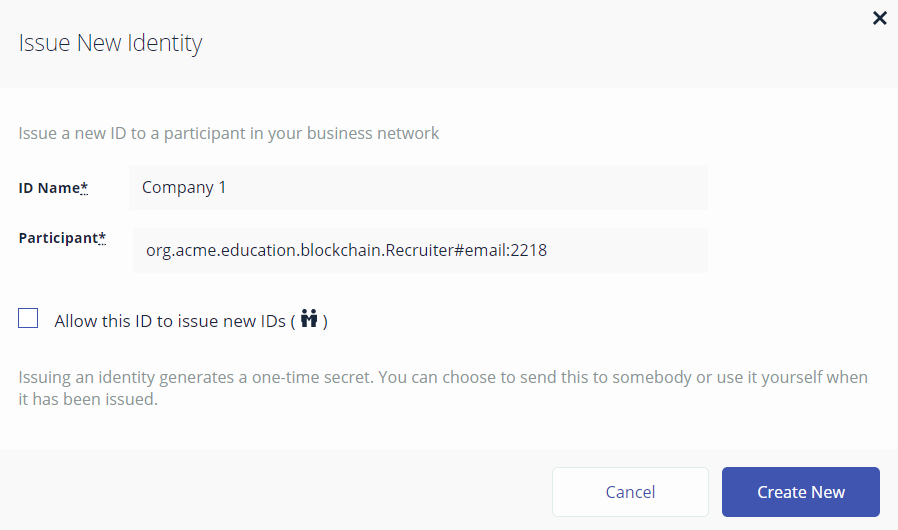 Issue New Identity
Issue a new ID to a participant in your business network
ID Name* Company 1
Participant* org.acme.education.blockchain.Recruiter#email:2218
Allow this ID to issue new IDs ( )
Issuing an identity generates a one-time secret. You can choose to send this to somebody or use it yourself when
it has been issued.
Cancel Create New